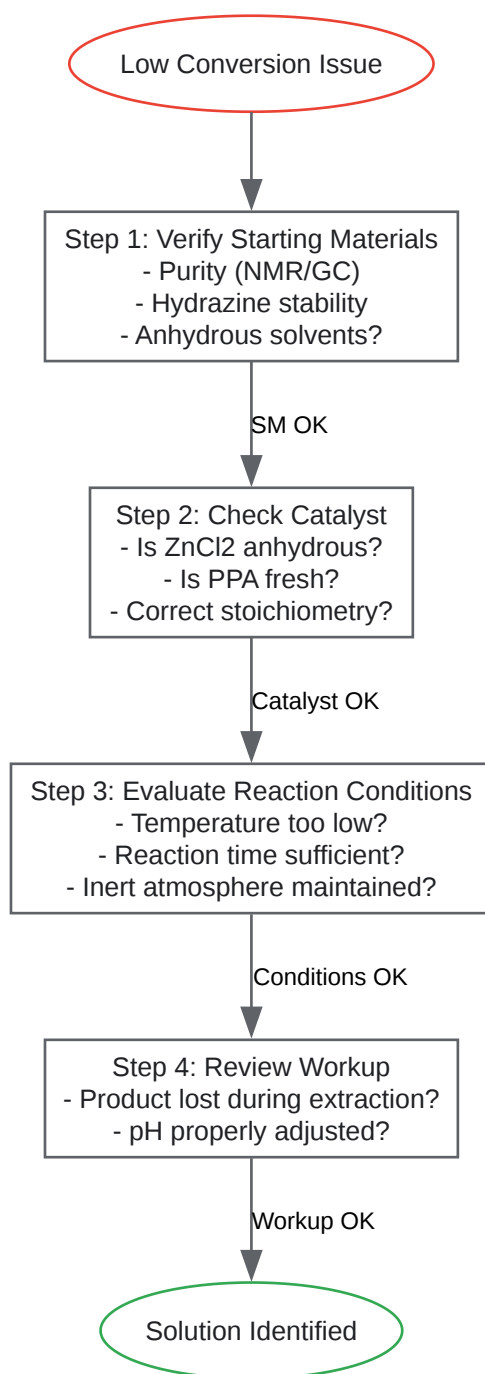 Low Conversion Issue
Step 1: Verify Starting Materials
- Purity (NMR/GC)
- Hydrazine stability
- Anhydrous solvents?
SM OK
Step 2: Check Catalyst
- Is ZnCl2 anhydrous?
- Is PPA fresh?
- Correct stoichiometry?
Catalyst OK
Step 3: Evaluate Reaction Conditions
- Temperature too low?
- Reaction time sufficient?
- Inert atmosphere maintained?
Conditions OK
Step 4: Review Workup
- Product lost during extraction?
- pH properly adjusted?
Workup OK
Solution Identified